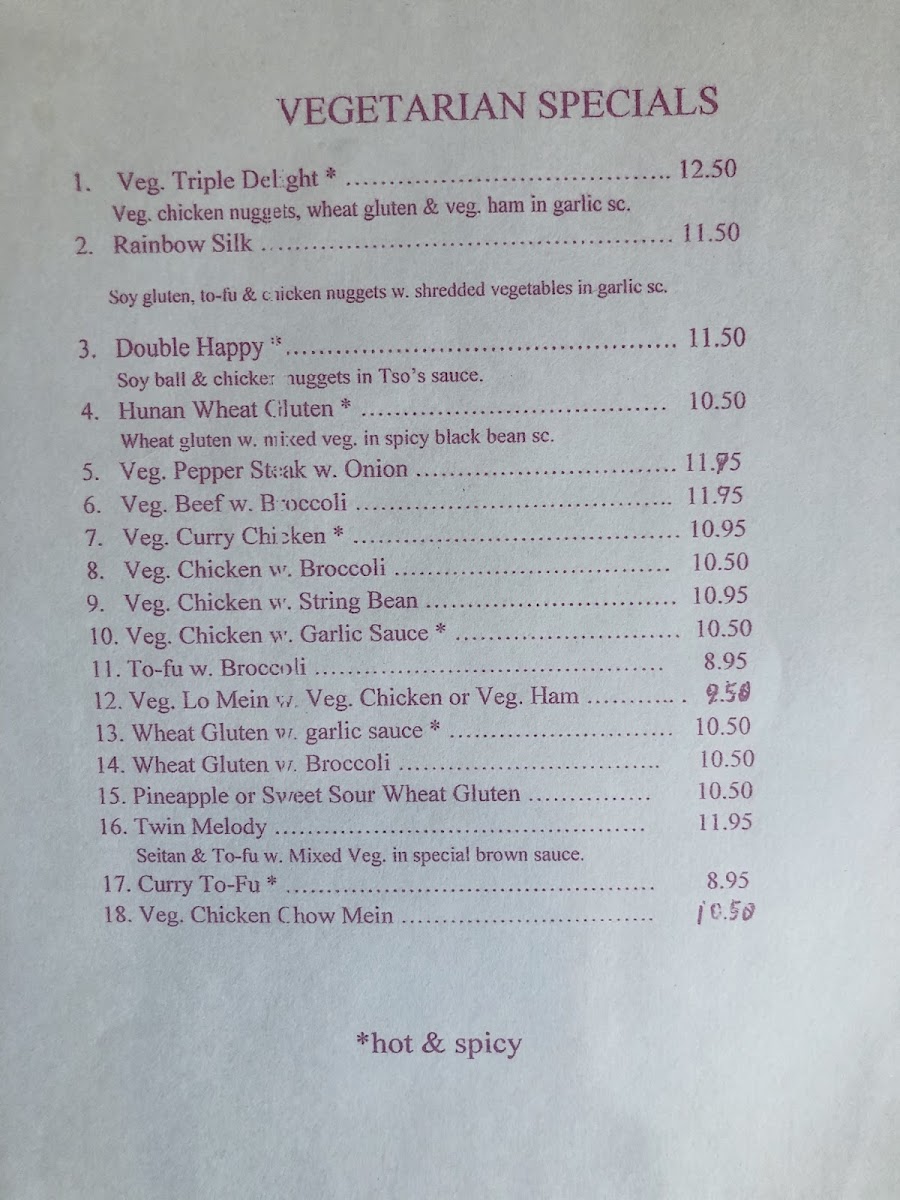 VEGETARIAN SPECIALS
1. Veg. Triple Delight * ........................................ 12.50
Veg. chicken nuggets, wheat gluten & veg. ham in garlic sc.
2. Rainbow Silk .................................................. 11.50
Soy gluten, to-fu & chicken nuggets w. shredded vegetables in garlic sc.
3. Double Happy *................................................ 11.50
Soy ball & chicken nuggets in Tso's sauce.
4. Hunan Wheat Gluten * ..................................... 10.50
Wheat gluten w. mixed veg. in spicy black bean sc.
5. Veg. Pepper Steak w. Onion ................................ 11.95
6. Veg. Beef w. Broccoli ....................................... 11.95
7. Veg. Curry Chicken * ........................................ 10.95
8. Veg. Chicken w. Broccoli .................................. 10.50
9. Veg. Chicken w. String Bean ............................... 10.95
10. Veg. Chicken w. Garlic Sauce * ........................... 10.50
11. To-fu w. Broccoli ........................................... 8.95
12. Veg. Lo Mein w. Veg. Chicken or Veg. Ham ............ 9.50
13. Wheat Gluten w. garlic sauce * ........................... 10.50
14. Wheat Gluten w. Broccoli ................................ 10.50
15. Pineapple or Sweet Sour Wheat Gluten ............... 10.50
16. Twin Melody .............................................. 11.95
Seitan & To-fu w. Mixed Veg. in special brown sauce.
17. Curry To-Fu * ............................................. 8.95
18. Veg. Chicken Chow Mein ............................... 10.50
*hot & spicy